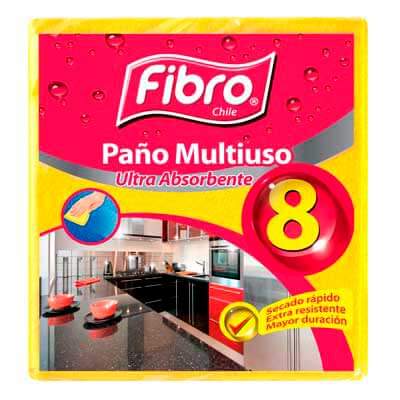 Fibro®
Chile
Paño Multiuso
Ultra Absorbente
8
Secado rápido
Extra resistente
Mayor duración